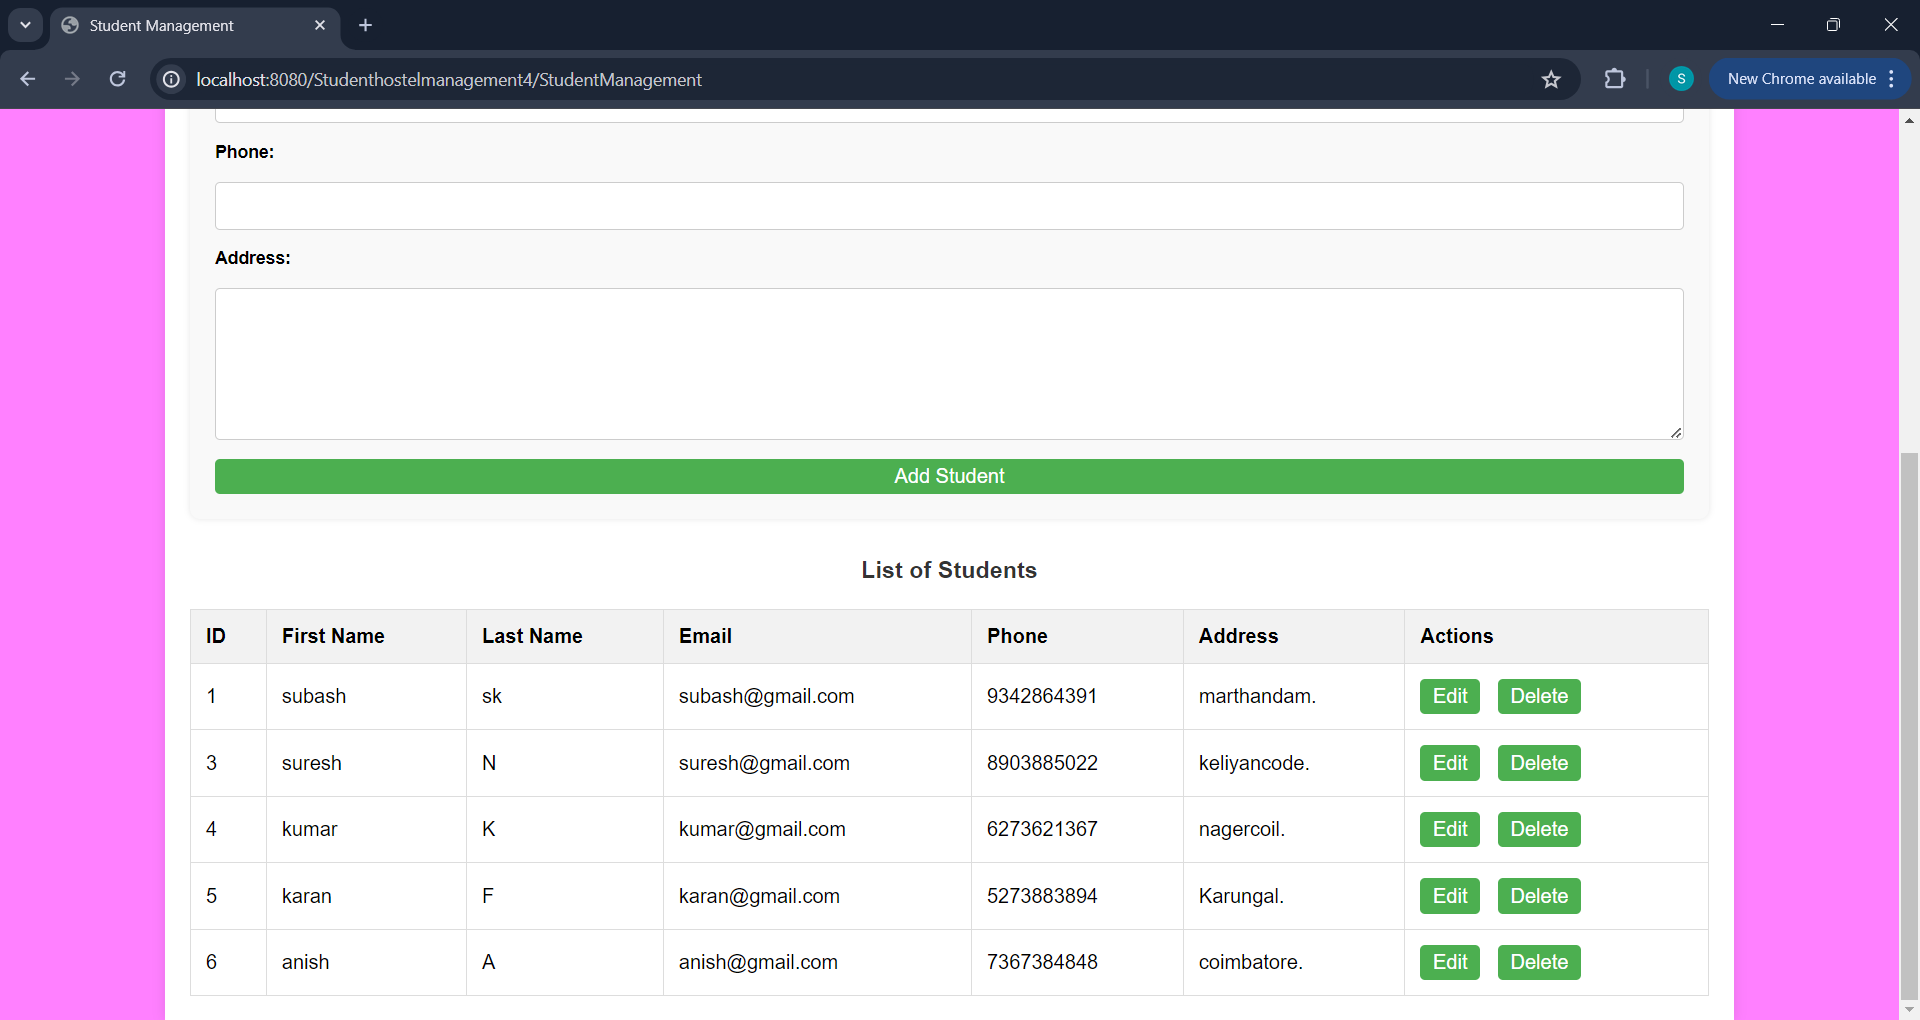 Student Management
localhost:8080/Studenthostelmanagement4/StudentManagement
S
New Chrome available
Phone:
Address:
Add Student
List of Students
ID First Name Last Name Email Phone Address Actions
1 subash sk subash@gmail.com 9342864391 marthandam. Edit Delete
3 suresh N suresh@gmail.com 8903885022 keliyancode. Edit Delete
4 kumar K kumar@gmail.com 6273621367 nagercoil. Edit Delete
5 karan F karan@gmail.com 5273883894 Karungal. Edit Delete
6 anish A anish@gmail.com 7367384848 coimbatore. Edit Delete